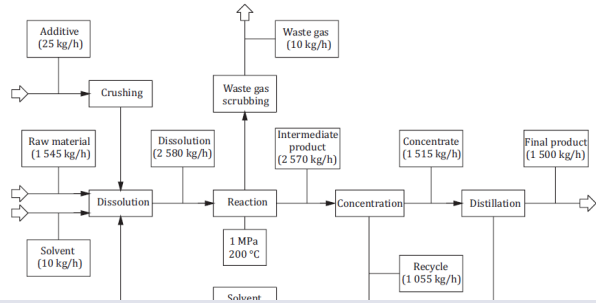 Additive
(25 kg/h)
Crushing
Waste gas
(10 kg/h)
Waste gas
scrubbing
Raw material
(1 545 kg/h)
Dissolution
(2 580 kg/h)
Intermediate
product
(2 570 kg/h)
Concentrate
(1 515 kg/h)
Final product
(1 500 kg/h)
Dissolution
Reaction
Concentration
Distillation
Solvent
(10 kg/h)
1 MPa
200 °C
Recycle
(1 055 kg/h)
Solvent